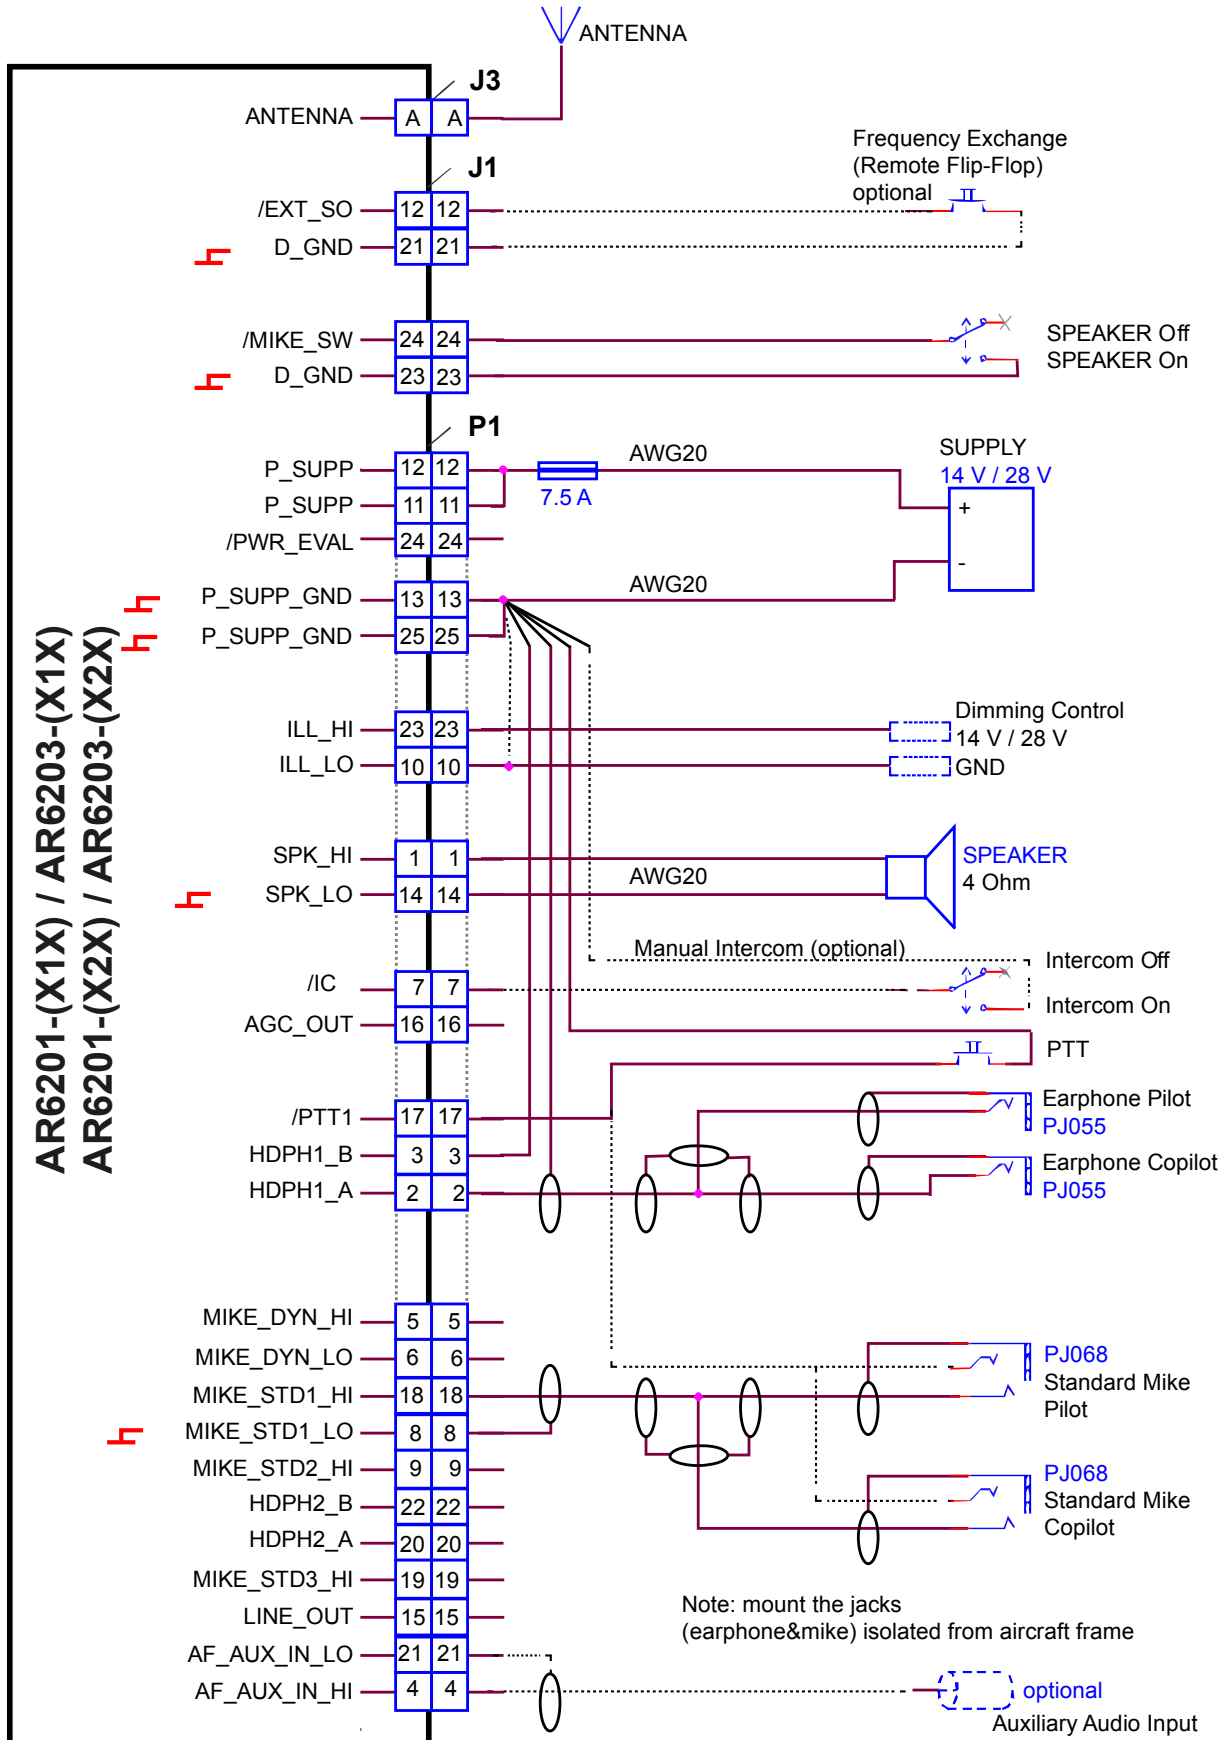 ANTENNA
J3
ANTENNA A A
Frequency Exchange
(Remote Flip-Flop)
optional
J1
/EXT_SO 12 12
D_GND 21 21
/MIKE_SW 24 24
SPEAKER Off
SPEAKER On
D_GND 23 23
P1
P_SUPP 12 12
AWG20
SUPPLY
14 V / 28 V
7.5 A
P_SUPP 11 11
+
/PWR_EVAL 24 24
-
P_SUPP_GND 13 13
AWG20
P_SUPP_GND 25 25
AR6201-(X1X) / AR6203-(X1X)
AR6201-(X2X) / AR6203-(X2X)
ILL_HI 23 23
Dimming Control
14 V / 28 V
ILL_LO 10 10
GND
SPK_HI 1 1
SPEAKER
4 Ohm
SPK_LO 14 14
AWG20
Manual Intercom (optional)
Intercom Off
/IC 7 7
Intercom On
AGC_OUT 16 16
PTT
/PTT1 17 17
Earphone Pilot
PJ055
HDPH1_B 3 3
Earphone Copilot
PJ055
HDPH1_A 2 2
MIKE_DYN_HI 5 5
MIKE_DYN_LO 6 6
PJ068
Standard Mike
Pilot
MIKE_STD1_HI 18 18
MIKE_STD1_LO 8 8
MIKE_STD2_HI 9 9
PJ068
Standard Mike
Copilot
HDPH2_B 22 22
HDPH2_A 20 20
MIKE_STD3_HI 19 19
LINE_OUT 15 15
Note: mount the jacks
(earphone&mike) isolated from aircraft frame
AF_AUX_IN_LO 21 21
AF_AUX_IN_HI 4 4
optional
Auxiliary Audio Input